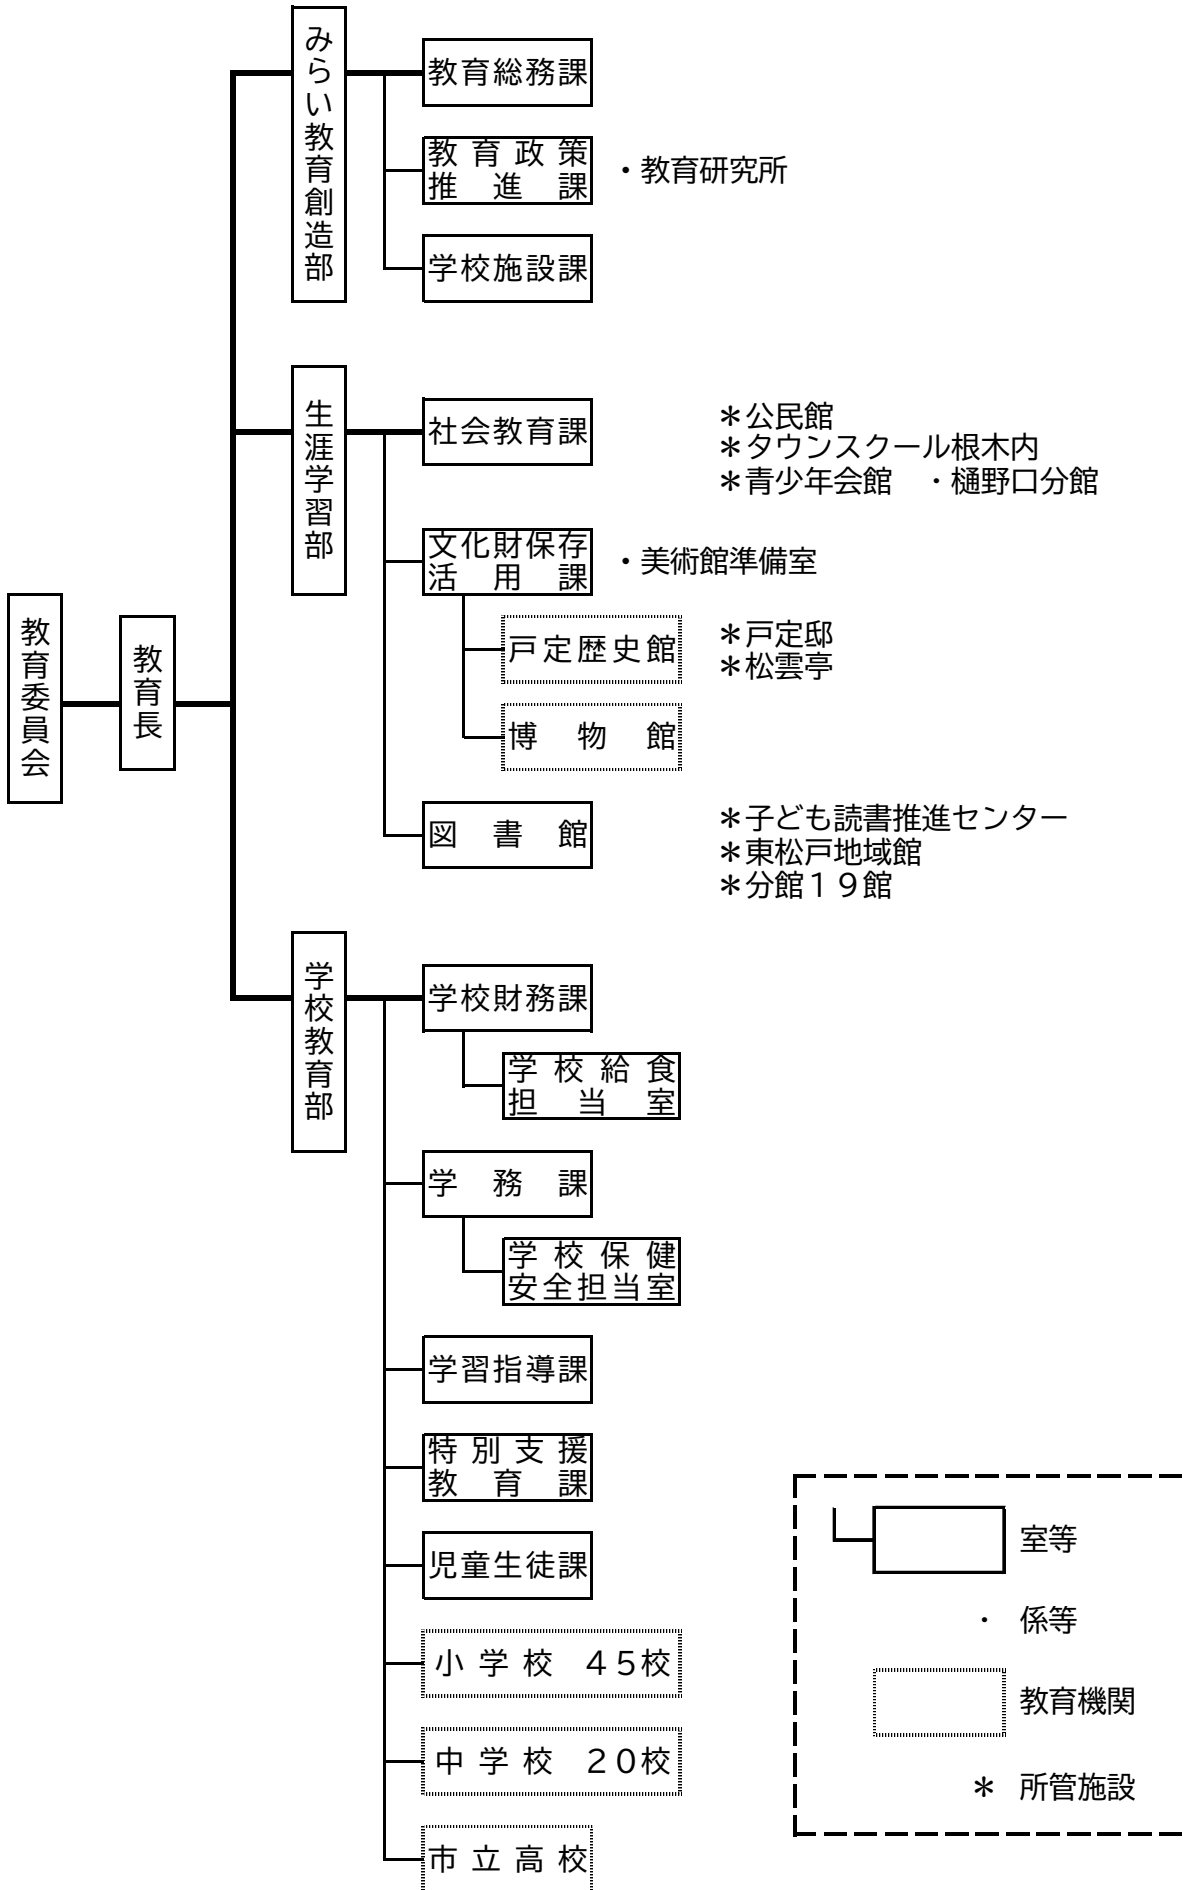 みらい教育創造部
教育総務課
教育政策
推進課
・教育研究所
学校施設課
生涯学習部
社会教育課
＊公民館
＊タウンスクール根木内
＊青少年会館　・樋野口分館
文化財保存
活用課
・美術館準備室
戸定歴史館
＊戸定邸
＊松雲亭
博物館
図書館
＊子ども読書推進センター
＊東松戸地域館
＊分館１９館
教育委員会
教育長
学校教育部
学校財務課
学校給食
担当室
学務課
学校保健
安全担当室
学習指導課
特別支援
教育課
児童生徒課
小学校　４５校
中学校　２０校
市立高校
室等
・　係等
教育機関
＊　所管施設